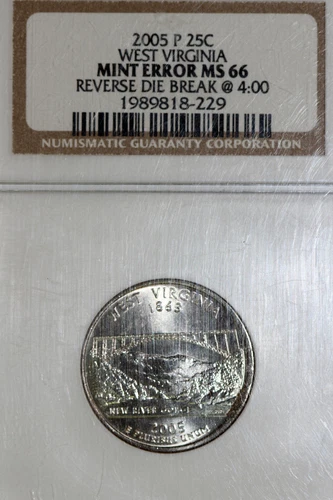 2005 P 25C
WEST VIRGINIA
MINT ERROR MS 66
REVERSE DIE BREAK @ 4:00
1989818-229
NUMISMATIC GUARANTY CORPORATION
WEST VIRGINIA
1863
NEW RIVER GORGE
2005
E PLURIBUS UNUM